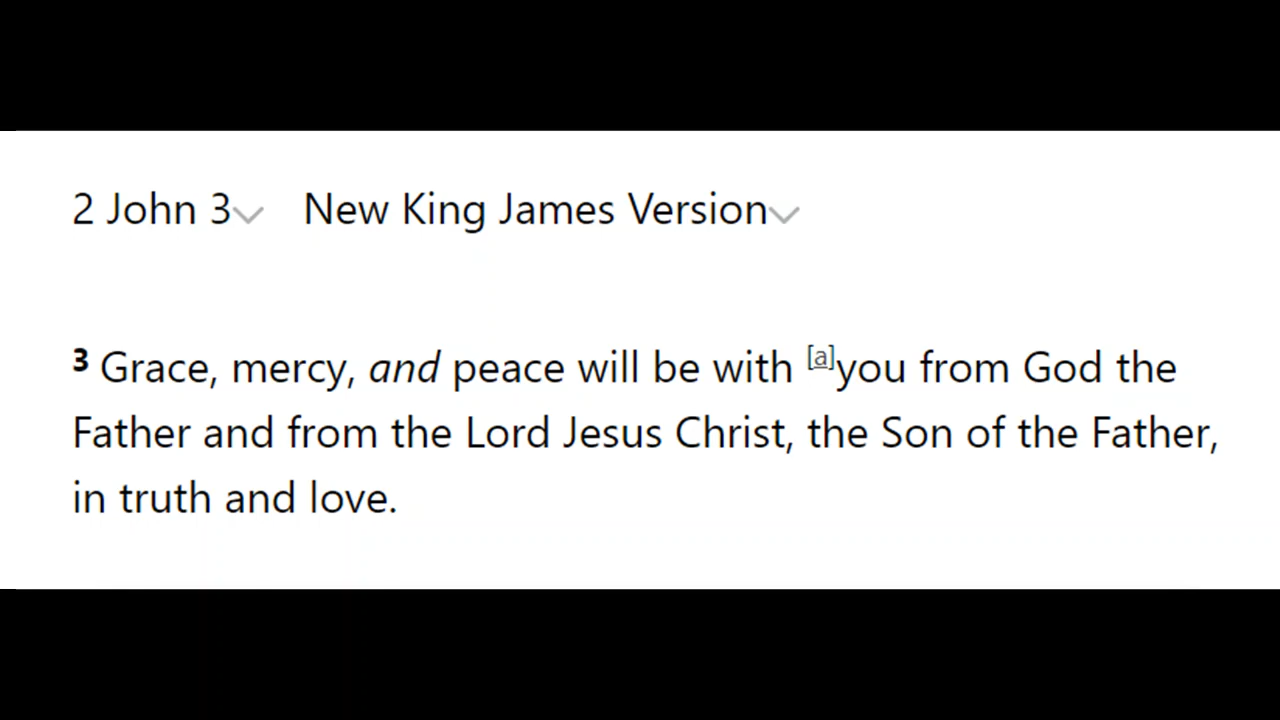 2 John 3 New King James Version
3 Grace, mercy, and peace will be with [a]you from God the
Father and from the Lord Jesus Christ, the Son of the Father,
in truth and love.